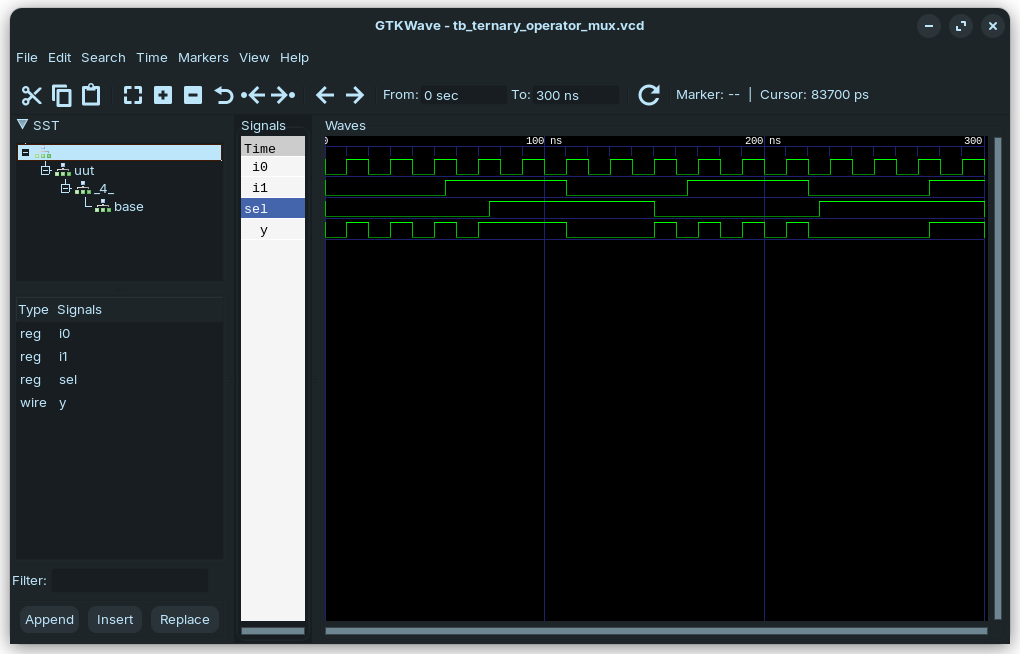 GTKWave - tb_ternary_operator_mux.vcd
File Edit Search Time Markers View Help
From: 0 sec To: 300 ns Marker: -- | Cursor: 83700 ps
SST
uut
_4_
base
Type Signals
reg i0
reg i1
reg sel
wire y
Filter:
Append Insert Replace
Signals
Time
i0
i1
sel
y
Waves
0 100 ns 200 ns 300